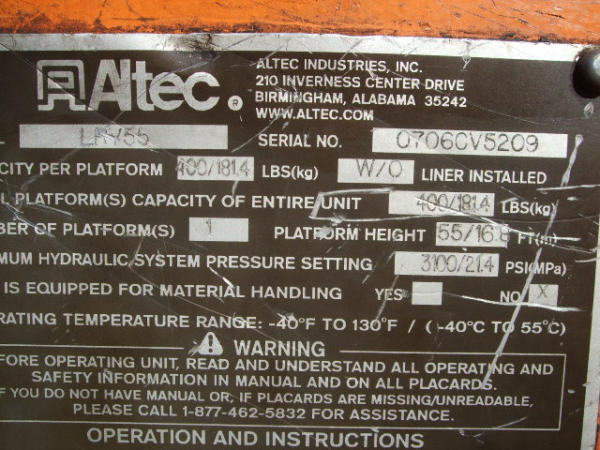 Altec ®
ALTEC INDUSTRIES, INC.
210 INVERNESS CENTER DRIVE
BIRMINGHAM, ALABAMA 35242
WWW.ALTEC.COM
L SERIAL NO. 0706CV5209
CITY PER PLATFORM 400/181.4 LBS(kg) W/O LINER INSTALLED
L PLATFORM(S) CAPACITY OF ENTIRE UNIT 400/181.4 LBS(kg)
BER OF PLATFORM(S) 1 PLATFORM HEIGHT 55/16.8 FT(m)
MUM HYDRAULIC SYSTEM PRESSURE SETTING 3100/21.4 PSI(MPa)
IS EQUIPPED FOR MATERIAL HANDLING YES NO X
RATING TEMPERATURE RANGE: -40°F TO 130°F / (-40°C TO 55°C)
WARNING
FORE OPERATING UNIT, READ AND UNDERSTAND ALL OPERATING AND
SAFETY INFORMATION IN MANUAL AND ON ALL PLACARDS.
F YOU DO NOT HAVE MANUAL OR, IF PLACARDS ARE MISSING/UNREADABLE,
PLEASE CALL 1-877-462-5832 FOR ASSISTANCE.
OPERATION AND INSTRUCTIONS